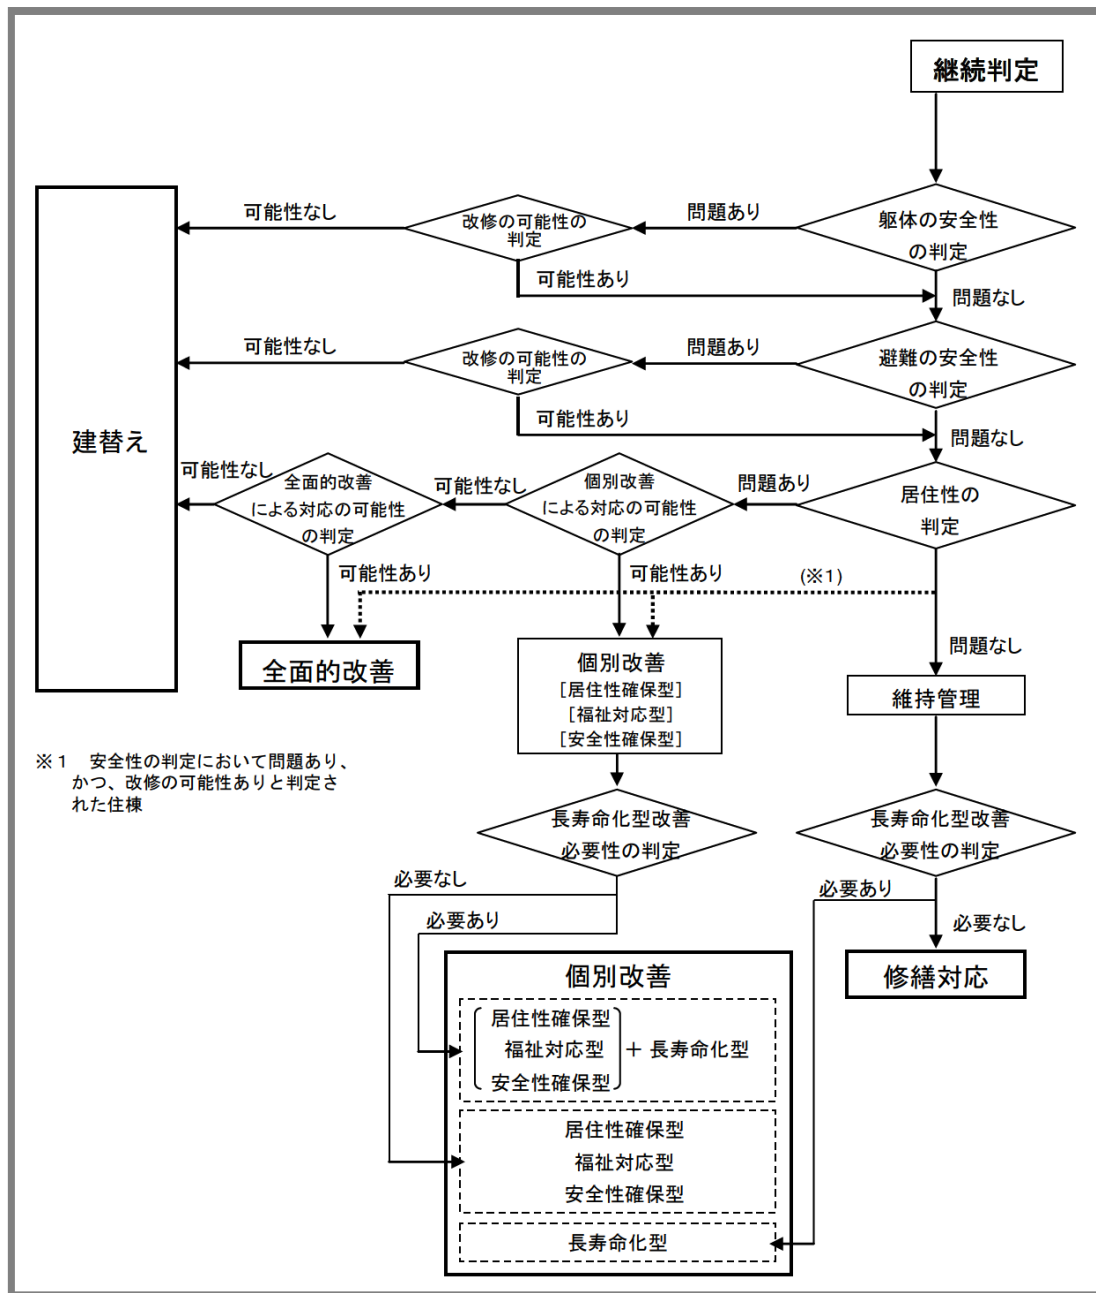 継続判定
躯体の安全性
の判定
問題あり
改修の可能性の
判定
可能性なし
可能性あり
問題なし
避難の安全性
の判定
問題あり
改修の可能性の
判定
可能性なし
可能性あり
問題なし
建替え
居住性の
判定
問題あり
個別改善
による対応の可能性
の判定
可能性なし
全面的改善
による対応の可能性
の判定
可能性なし
可能性あり
可能性あり
(※1)
問題なし
全面的改善
個別改善
[居住性確保型]
[福祉対応型]
[安全性確保型]
維持管理
※1 安全性の判定において問題あり、
かつ、改修の可能性ありと判定さ
れた住棟
長寿命化型改善
必要性の判定
長寿命化型改善
必要性の判定
必要なし
必要あり
必要あり
必要なし
修繕対応
個別改善
居住性確保型
福祉対応型 + 長寿命化型
安全性確保型
居住性確保型
福祉対応型
安全性確保型
長寿命化型